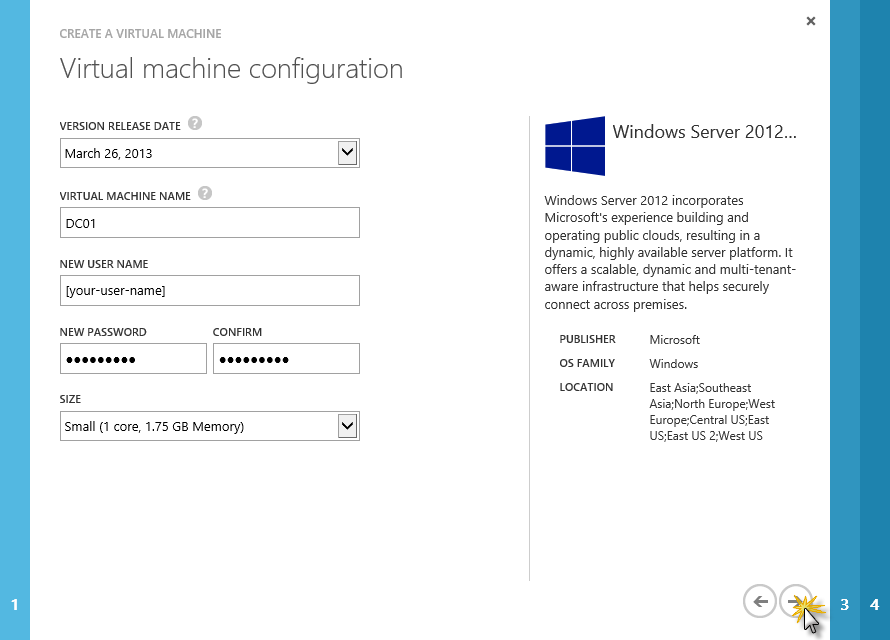 CREATE A VIRTUAL MACHINE
Virtual machine configuration
VERSION RELEASE DATE ?
March 26, 2013
VIRTUAL MACHINE NAME ?
DC01
NEW USER NAME
[your-user-name]
NEW PASSWORD CONFIRM
●●●●●●●●● ●●●●●●●●●
SIZE
Small (1 core, 1.75 GB Memory)
Windows Server 2012...
Windows Server 2012 incorporates
Microsoft's experience building and
operating public clouds, resulting in a
dynamic, highly available server platform. It
offers a scalable, dynamic and multi-tenant-
aware infrastructure that helps securely
connect across premises.
PUBLISHER Microsoft
OS FAMILY Windows
LOCATION East Asia;Southeast
Asia;North Europe;West
Europe;Central US;East
US;East US 2;West US
1
3 4